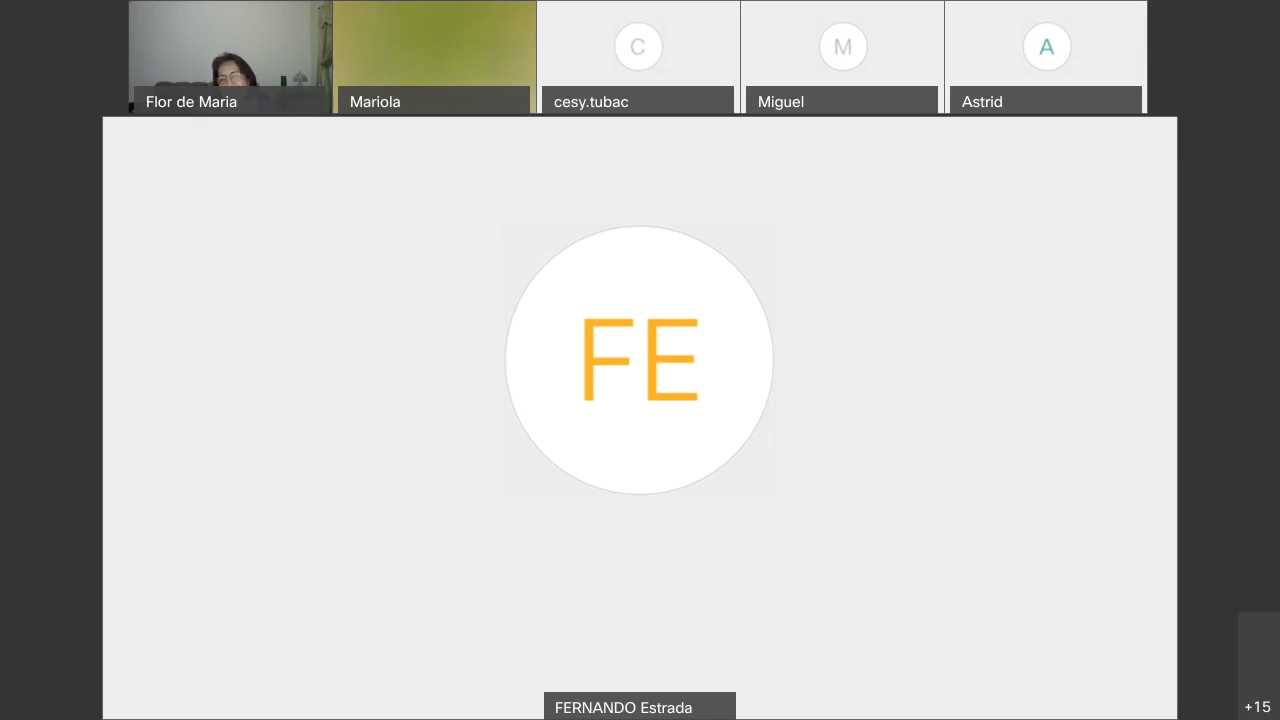 C
M
A
Flor de Maria
Mariola
cesy.tubac
Miguel
Astrid
FE
FERNANDO Estrada
+15